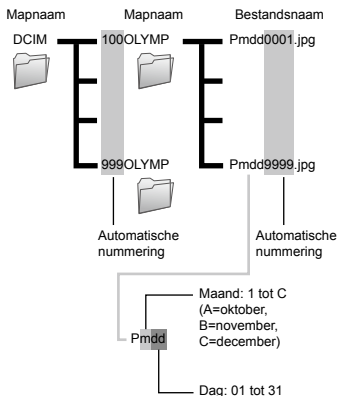 Mapnaam Mapnaam Bestandsnaam
DCIM 100OLYMP Pmdd0001.jpg
999OLYMP Pmdd9999.jpg
Automatische
nummering
Automatische
nummering
Maand: 1 tot C
(A=oktober,
B=november,
C=december)
Pmdd
Dag: 01 tot 31